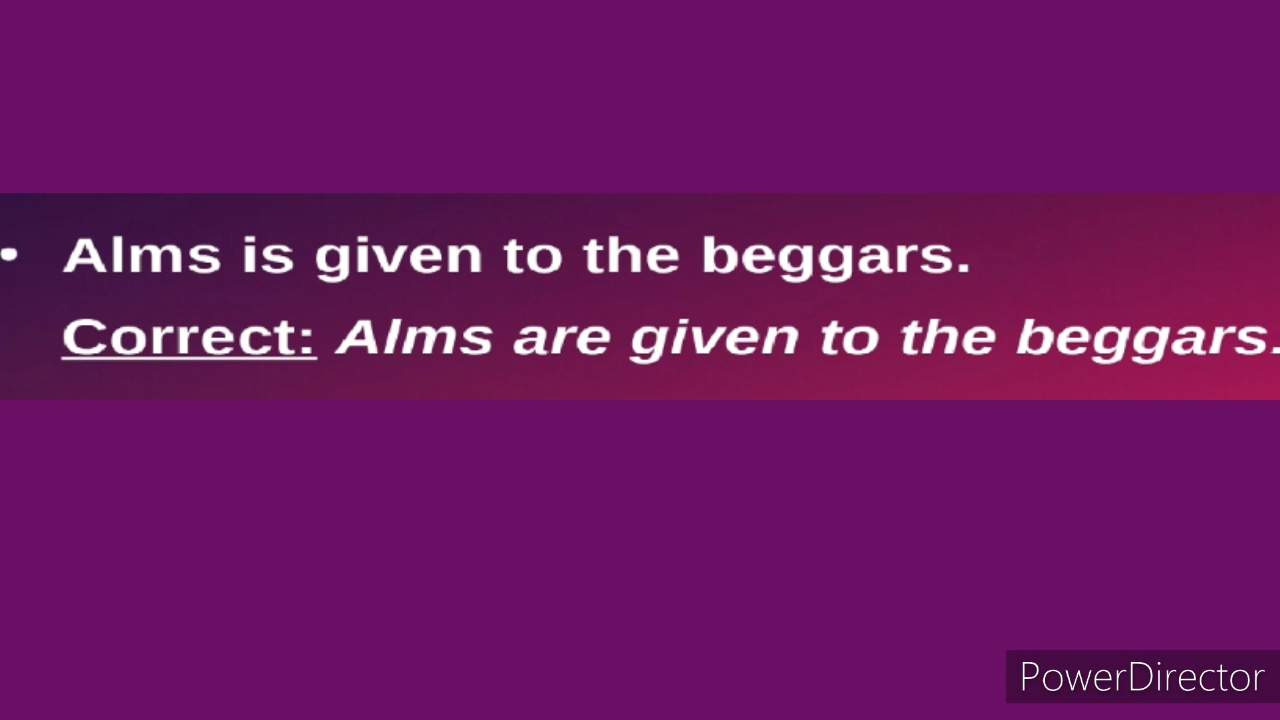 • Alms is given to the beggars.
Correct: Alms are given to the beggars.
PowerDirector